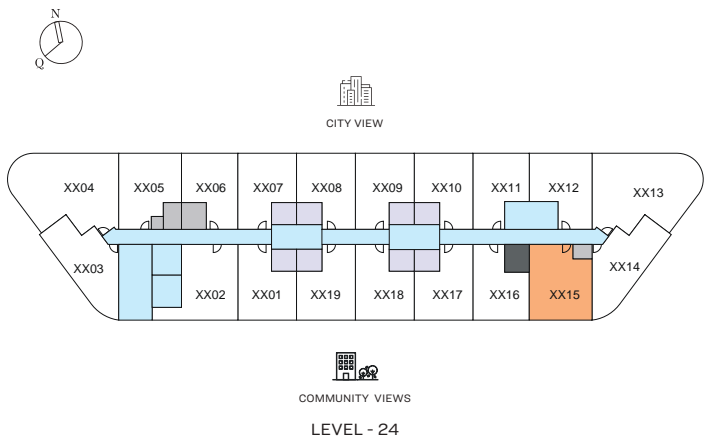 N
Q
CITY VIEW
XX04
XX05
XX06
XX07
XX08
XX09
XX10
XX11
XX12
XX13
XX03
XX02
XX01
XX19
XX18
XX17
XX16
XX15
XX14
COMMUNITY VIEWS
LEVEL - 24